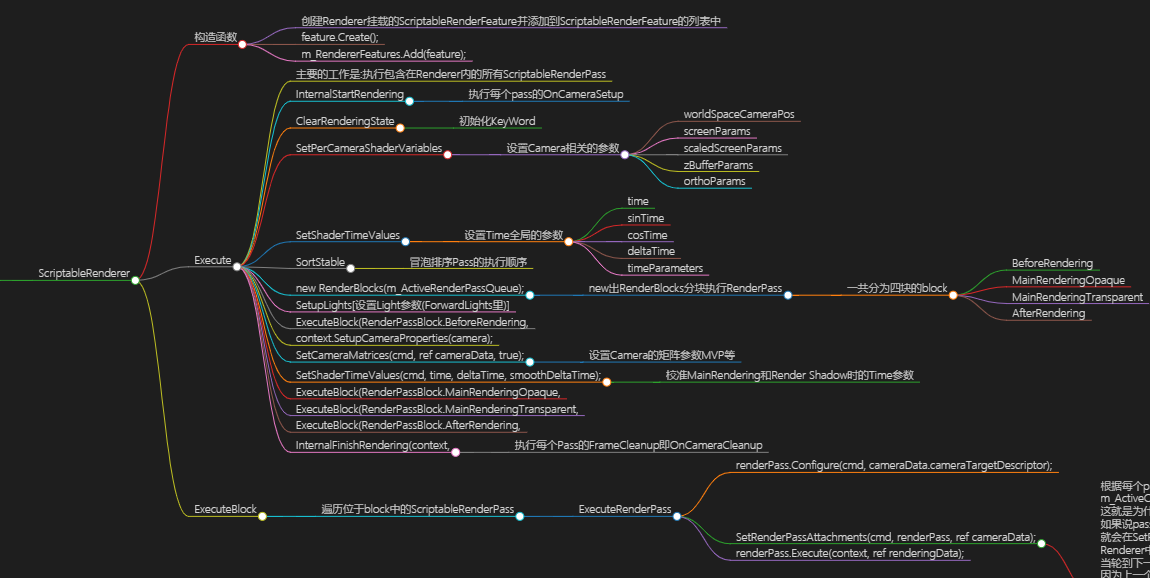 ScriptableRenderer
构造函数
创建Renderer挂载的ScriptableRenderFeature并添加到ScriptableRenderFeature的列表中
feature.Create();
m_RendererFeatures.Add(feature);
Execute
主要的工作是:执行包含在Renderer内的所有ScriptableRenderPass
InternalStartRendering
执行每个pass的OnCameraSetup
ClearRenderingState
初始化KeyWord
SetPerCameraShaderVariables
设置Camera相关的参数
worldSpaceCameraPos
screenParams
scaledScreenParams
zBufferParams
orthoParams
SetShaderTimeValues
设置Time全局的参数
time
sinTime
cosTime
deltaTime
timeParameters
SortStable
冒泡排序Pass的执行顺序
new RenderBlocks(m_ActiveRenderPassQueue);
new出RenderBlocks分块执行RenderPass
一共分为四块的block
BeforeRendering
MainRenderingOpaque
MainRenderingTransparent
AfterRendering
SetupLights[设置Light参数(ForwardLights里)]
ExecuteBlock(RenderPassBlock.BeforeRendering,
context.SetupCameraProperties(camera);
SetCameraMatrices(cmd, ref cameraData, true);
设置Camera的矩阵参数MVP等
SetShaderTimeValues(cmd, time, deltaTime, smoothDeltaTime);
校准MainRendering和Render Shadow时的Time参数
ExecuteBlock(RenderPassBlock.MainRenderingOpaque,
ExecuteBlock(RenderPassBlock.MainRenderingTransparent,
ExecuteBlock(RenderPassBlock.AfterRendering,
InternalFinishRendering(context,
执行每个Pass的FrameCleanup即OnCameraCleanup
ExecuteBlock
遍历位于block中的ScriptableRenderPass
ExecuteRenderPass
renderPass.Configure(cmd, cameraData.cameraTargetDescriptor);
SetRenderPassAttachments(cmd, renderPass, ref cameraData);
renderPass.Execute(context, ref renderingData);
根据每个p
m_ActiveC
这就是为什
如果说pass
就会在SetR
Renderer中
当轮到下一
因为上一个